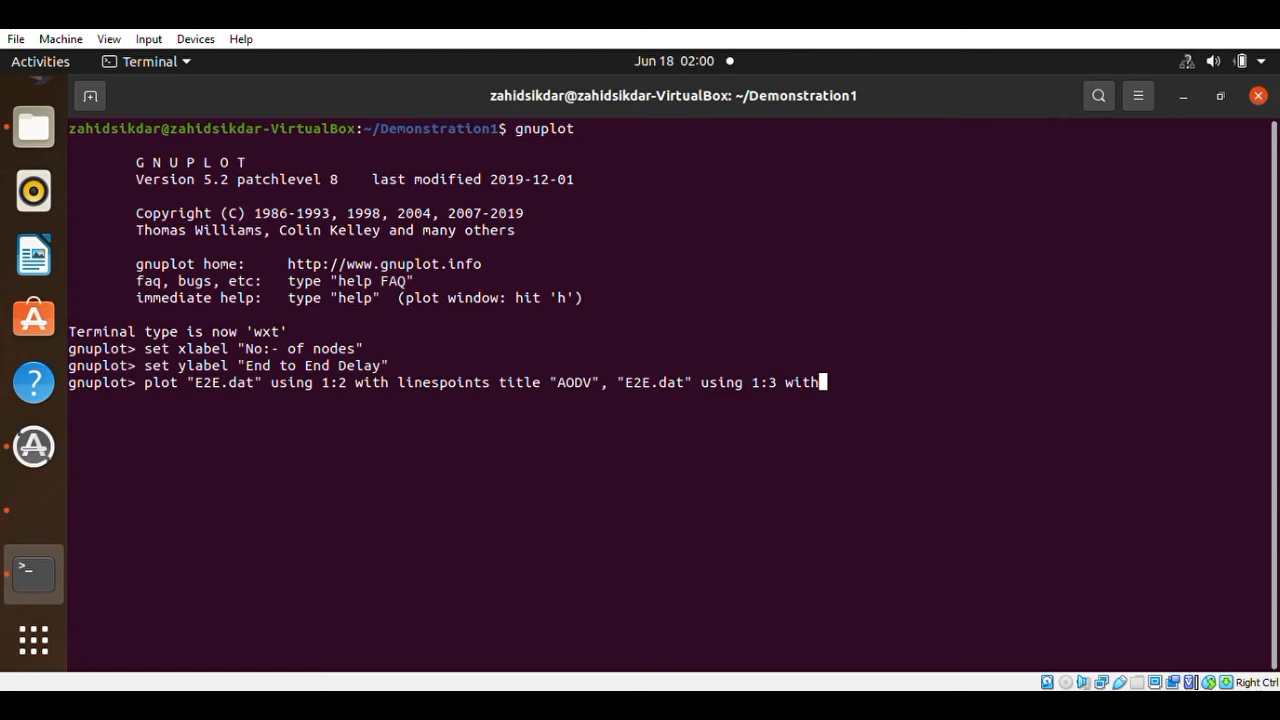 File Machine View Input Devices Help
Activities Terminal Jun 18 02:00
zahidsikdar@zahidsikdar-VirtualBox: ~/Demonstration1
zahidsikdar@zahidsikdar-VirtualBox:~/Demonstration1$ gnuplot
G N U P L O T
Version 5.2 patchlevel 8 last modified 2019-12-01
Copyright (C) 1986-1993, 1998, 2004, 2007-2019
Thomas Williams, Colin Kelley and many others
gnuplot home: http://www.gnuplot.info
faq, bugs, etc: type "help FAQ"
immediate help: type "help" (plot window: hit 'h')
Terminal type is now 'wxt'
gnuplot> set xlabel "No:- of nodes"
gnuplot> set ylabel "End to End Delay"
gnuplot> plot "E2E.dat" using 1:2 with linespoints title "AODV", "E2E.dat" using 1:3 with
Right Ctrl